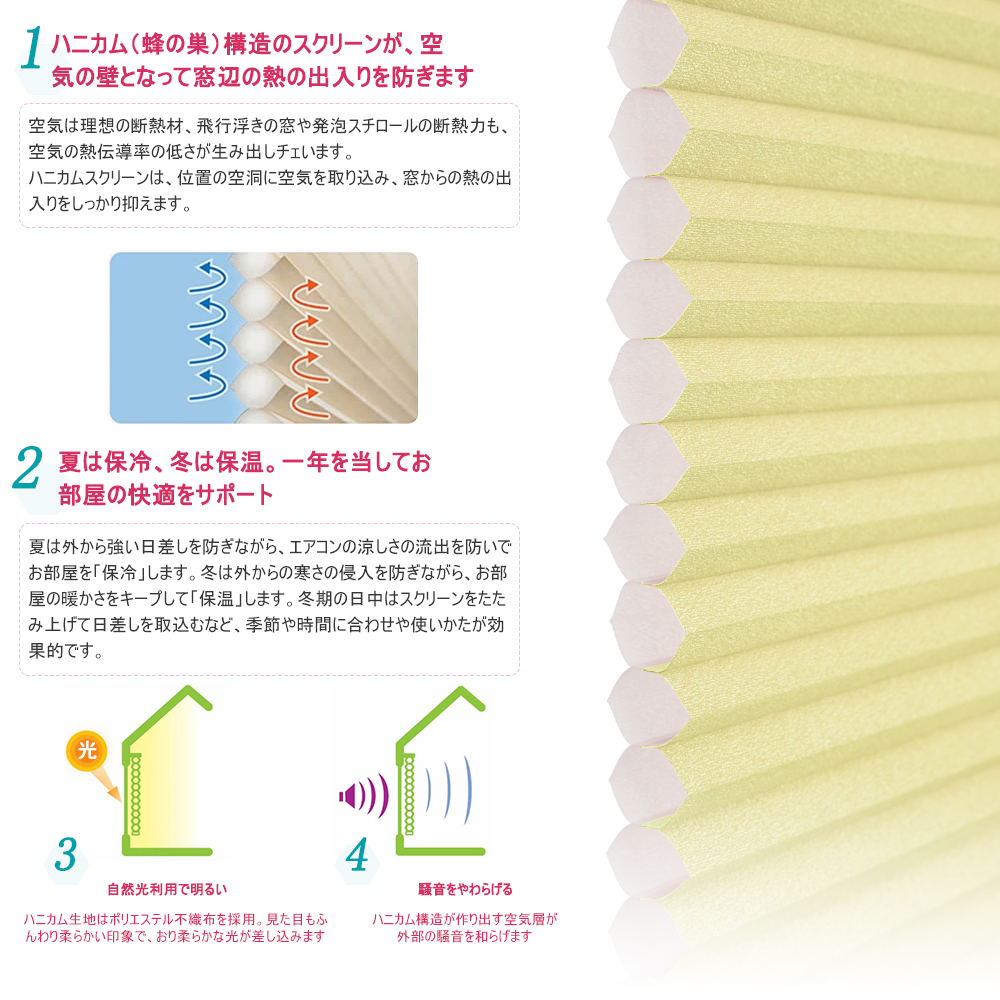 1
ハニカム（蜂の巣）構造のスクリーンが、空
気の壁となって窓辺の熱の出入りを防ぎます
空気は理想の断熱材、飛行浮きの窓や発泡スチロールの断熱力も、
空気の熱伝導率の低さが生み出しチェいます。
ハニカムスクリーンは、位置の空洞に空気を取り込み、窓からの熱の出
入りをしっかり抑えます。
2
夏は保冷、冬は保温。一年を当してお
部屋の快適をサポート
夏は外から強い日差しを防ぎながら、エアコンの涼しさの流出を防いで
お部屋を「保冷」します。冬は外からの寒さの侵入を防ぎながら、お部
屋の暖かさをキープして「保温」します。冬期の日中はスクリーンをたた
み上げて日差しを取込むなど、季節や時間に合わせや使いかたが効
果的です。
光
3
自然光利用で明るい
ハニカム生地はポリエステル不織布を採用。見た目もふ
んわり柔らかい印象で、おり柔らかな光が差し込みます
4
騒音をやわらげる
ハニカム構造が作り出す空気層が
外部の騒音を和らげます